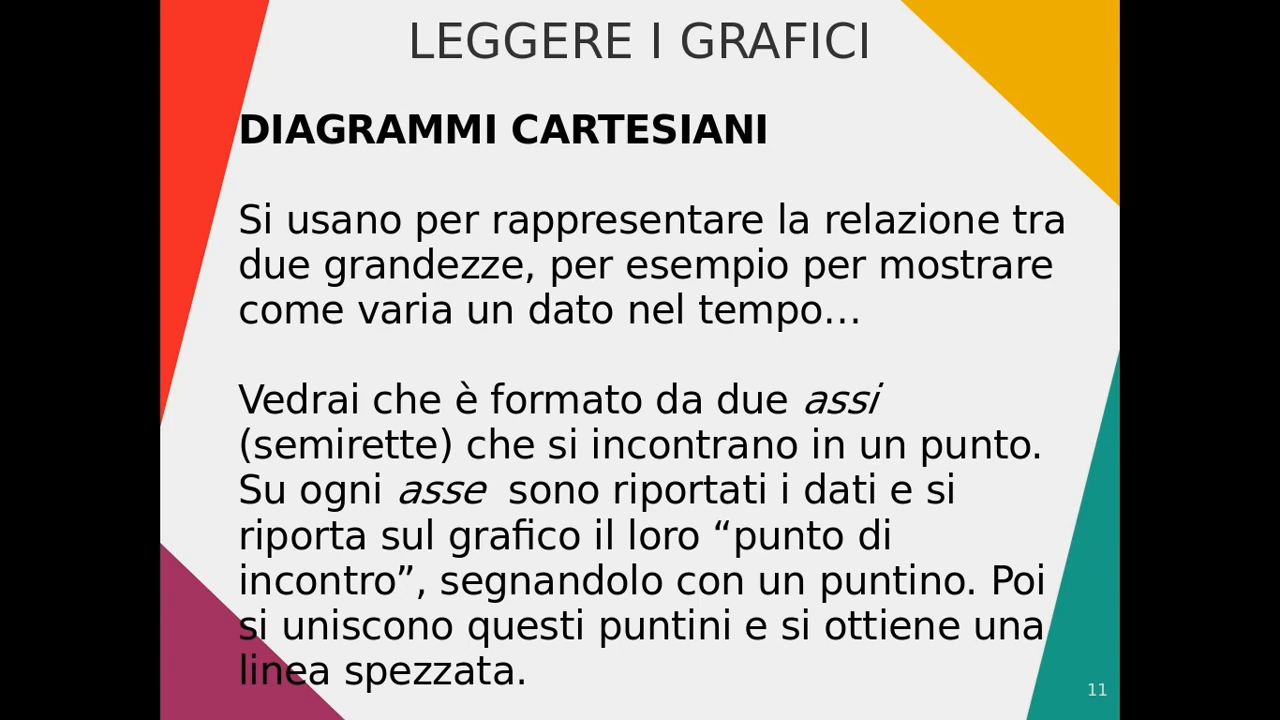 LEGGERE I GRAFICI
DIAGRAMMI CARTESIANI
Si usano per rappresentare la relazione tra
due grandezze, per esempio per mostrare
come varia un dato nel tempo…
Vedrai che è formato da due assi
(semirette) che si incontrano in un punto.
Su ogni asse sono riportati i dati e si
riporta sul grafico il loro “punto di
incontro”, segnandolo con un puntino. Poi
si uniscono questi puntini e si ottiene una
linea spezzata.
11